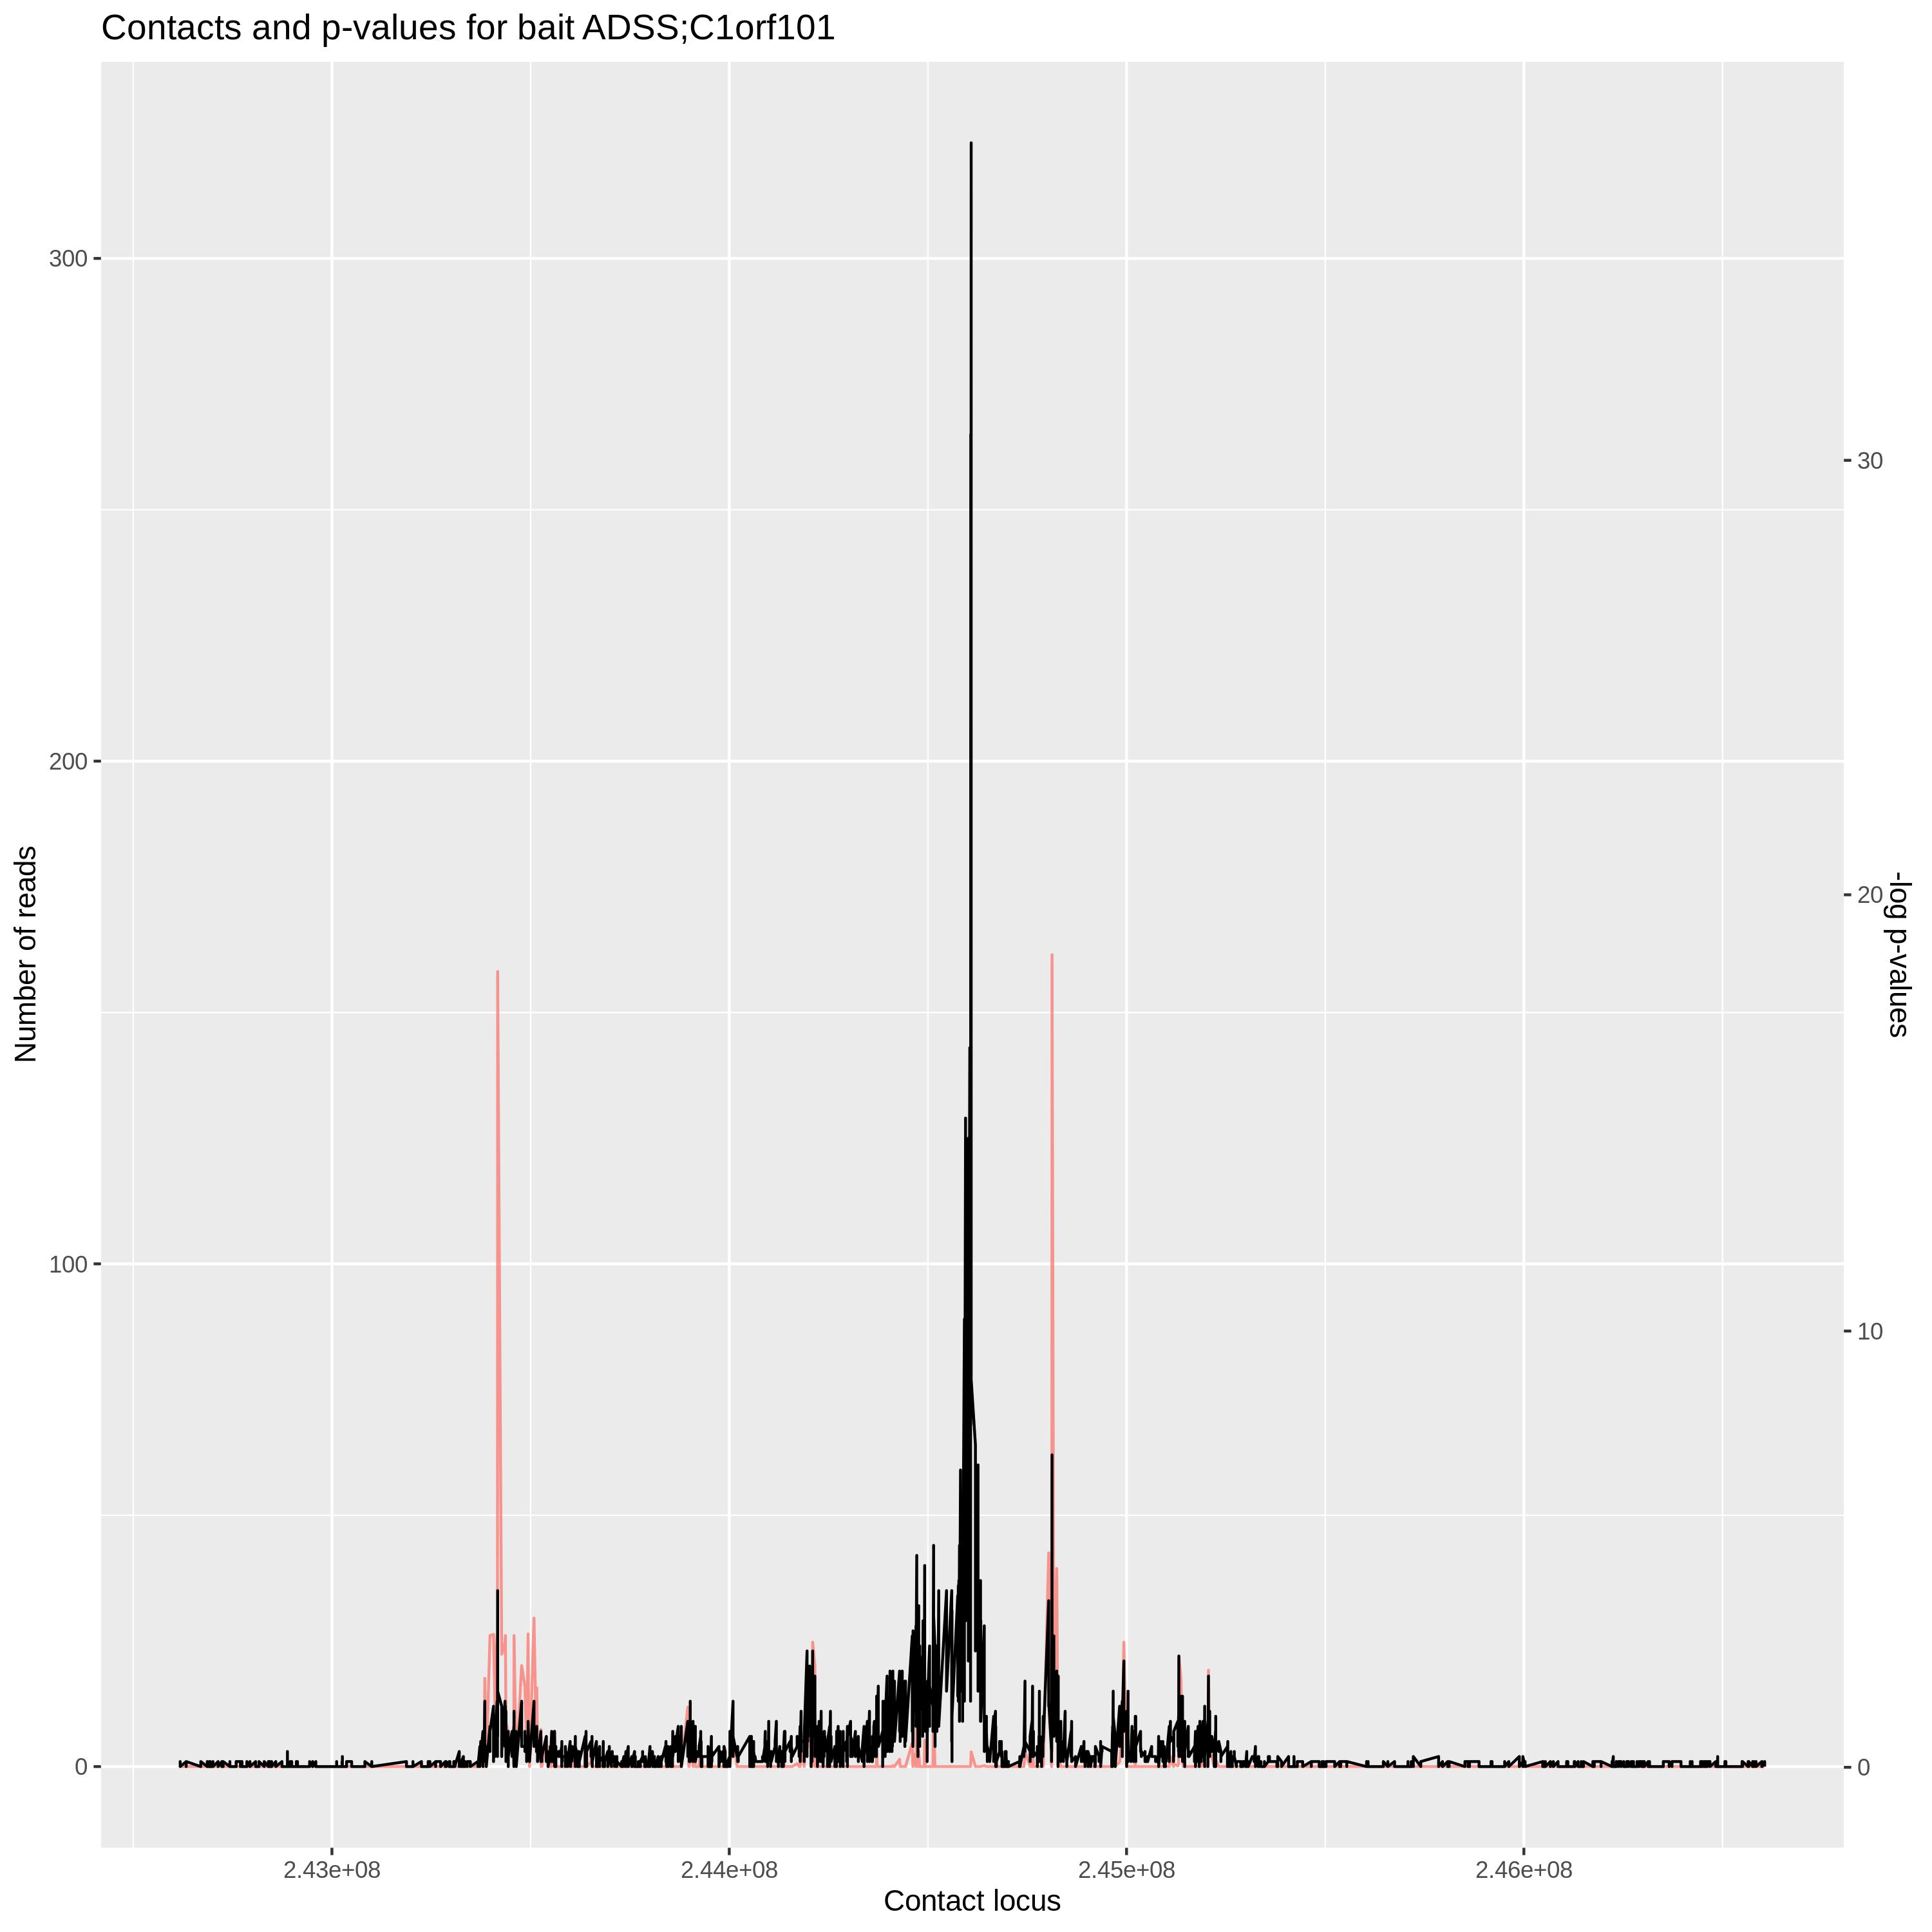 Contacts and p-values for bait ADSS;C1orf101
300
200
100
0
30
20
10
0
Number of reads
-log p-values
2.43e+08 2.44e+08 2.45e+08 2.46e+08
Contact locus